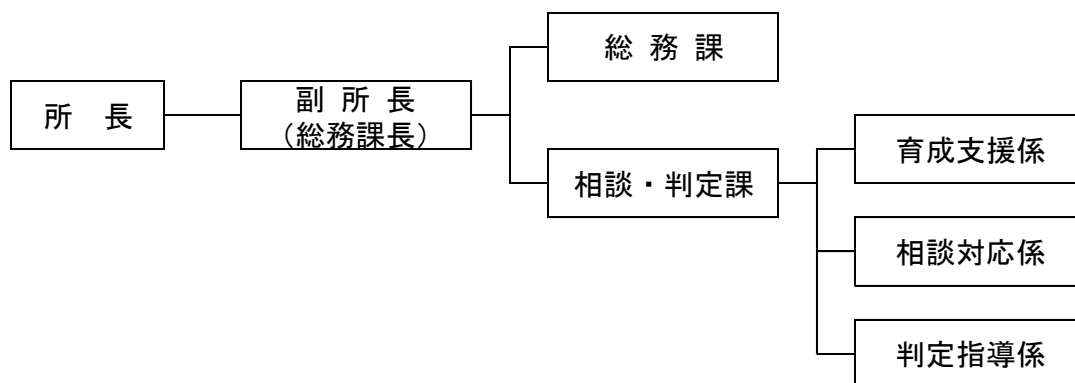 総 務 課
所　長
副 所 長
（総務課長）
相談・判定課
育成支援係
相談対応係
判定指導係